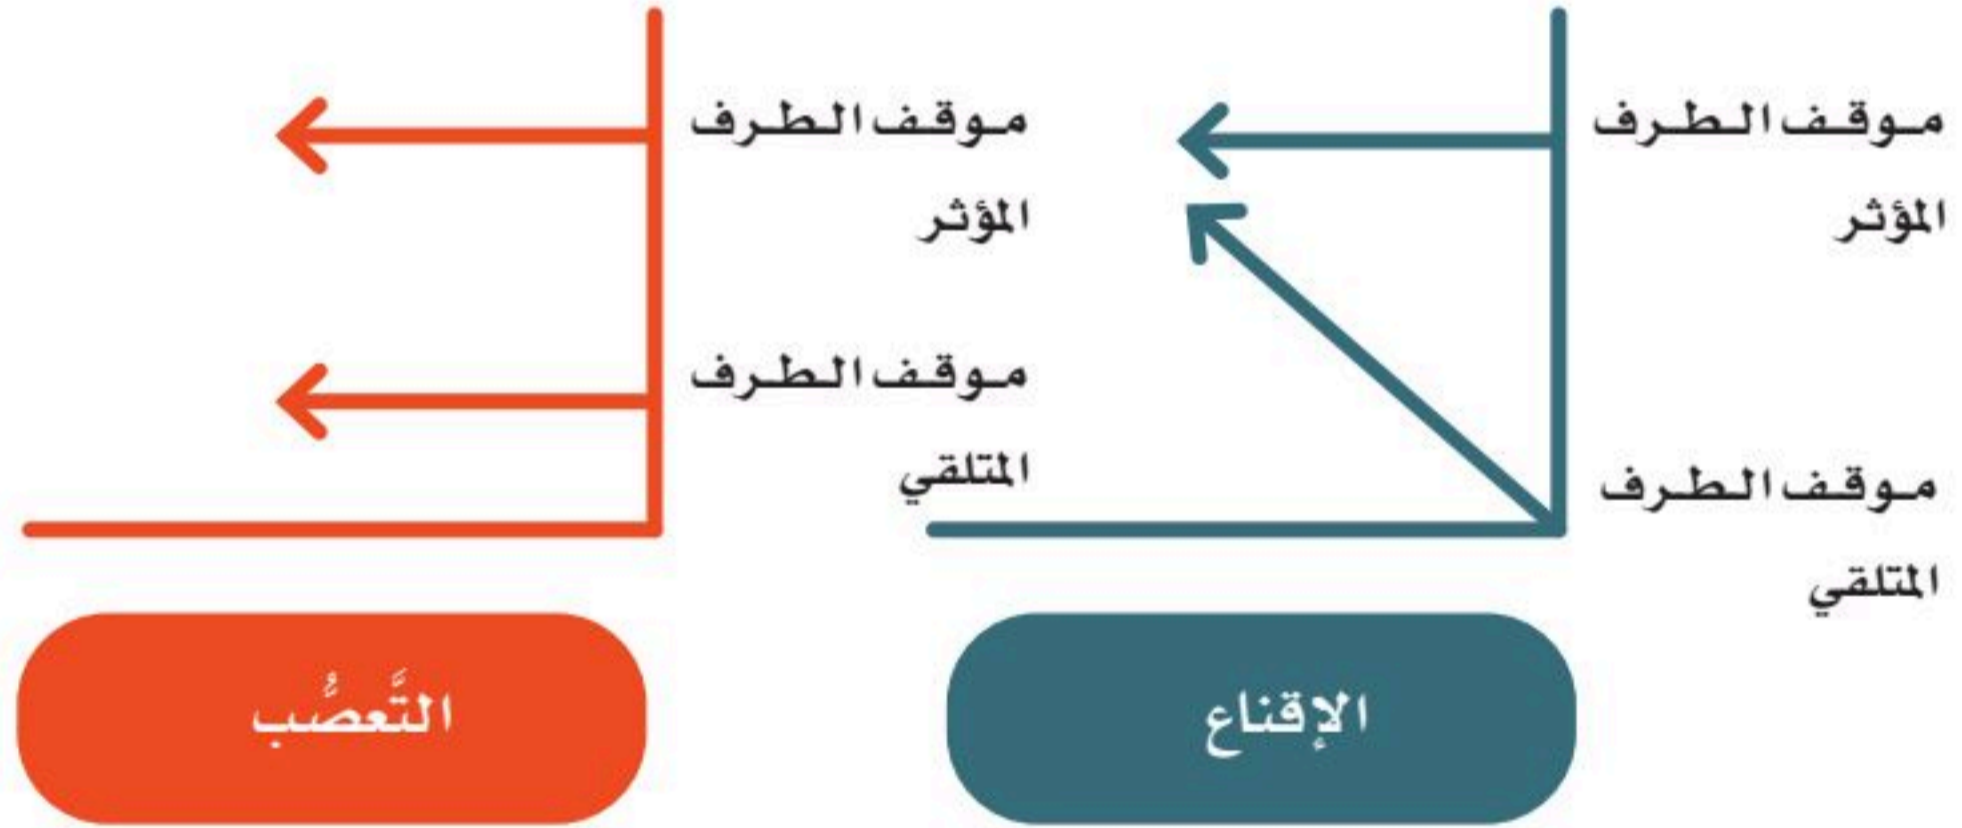 موقف الطرف
المؤثر
موقف الطرف
المتلقي
الإقناع
موقف الطرف
المؤثر
موقف الطرف
المتلقي
التَّعصُّب